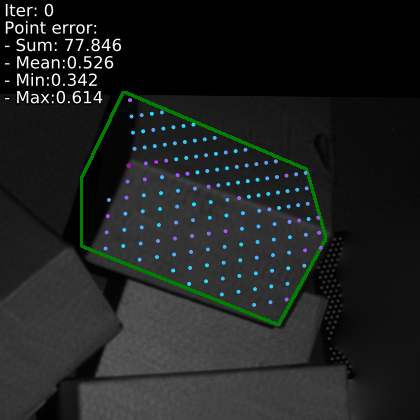 Iter: 0
Point error:
- Sum: 77.846
- Mean:0.526
- Min:0.342
- Max:0.614